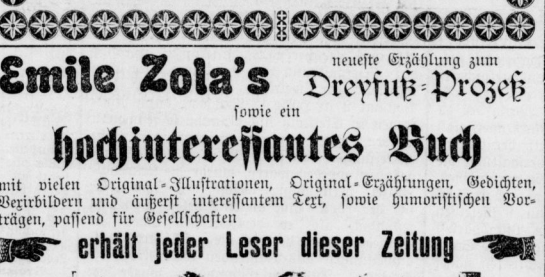 Emile Zola's neueste Erzählung zum
Dreyfuß-Prozeß
sowie ein
hochinteressantes Buch
mit vielen Original-Illustrationen, Original-Erzählungen, Gedichten,
Vexirbildern und äußerst interessantem Text, sowie humoristischen Vor-
trägen, passend für Gesellschaften
erhält jeder Leser dieser Zeitung